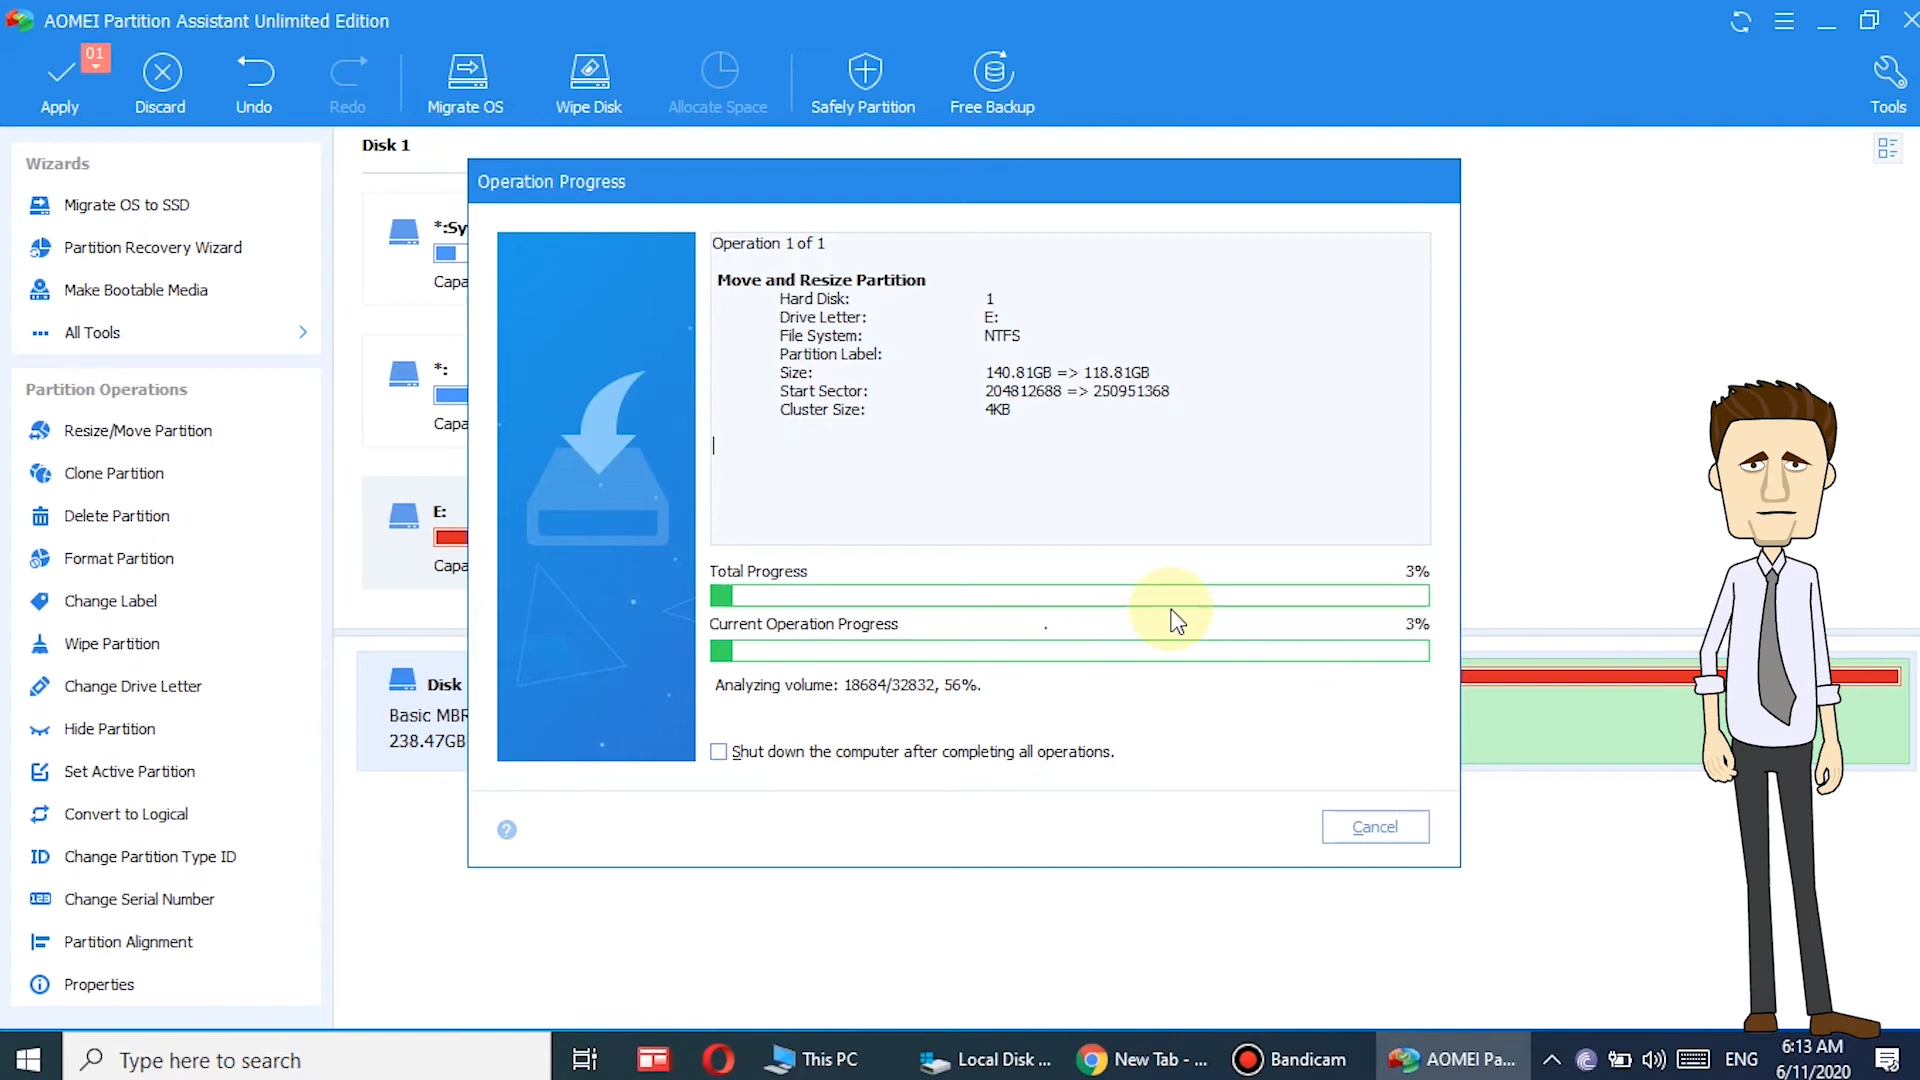 AOMEI Partition Assistant Unlimited Edition
01
Apply
Discard
Undo
Redo
Migrate OS
Wipe Disk
Allocate Space
Safely Partition
Free Backup
Tools
Wizards
Migrate OS to SSD
Partition Recovery Wizard
Make Bootable Media
All Tools
Partition Operations
Resize/Move Partition
Clone Partition
Delete Partition
Format Partition
Change Label
Wipe Partition
Change Drive Letter
Hide Partition
Set Active Partition
Convert to Logical
ID Change Partition Type ID
123 Change Serial Number
Partition Alignment
Properties
Disk 1
*:Sy
Capa
*:
Capa
E:
Capa
Disk
Basic MBR
238.47GB
Operation Progress
Operation 1 of 1
Move and Resize Partition
Hard Disk: 1
Drive Letter: E:
File System: NTFS
Partition Label:
Size: 140.81GB => 118.81GB
Start Sector: 204812688 => 250951368
Cluster Size: 4KB
Total Progress 3%
Current Operation Progress 3%
Analyzing volume: 18684/32832, 56%.
Shut down the computer after completing all operations.
?
Cancel
Type here to search
This PC
Local Disk ...
New Tab - ...
Bandicam
AOMEI Pa...
ENG
6:13 AM
6/11/2020